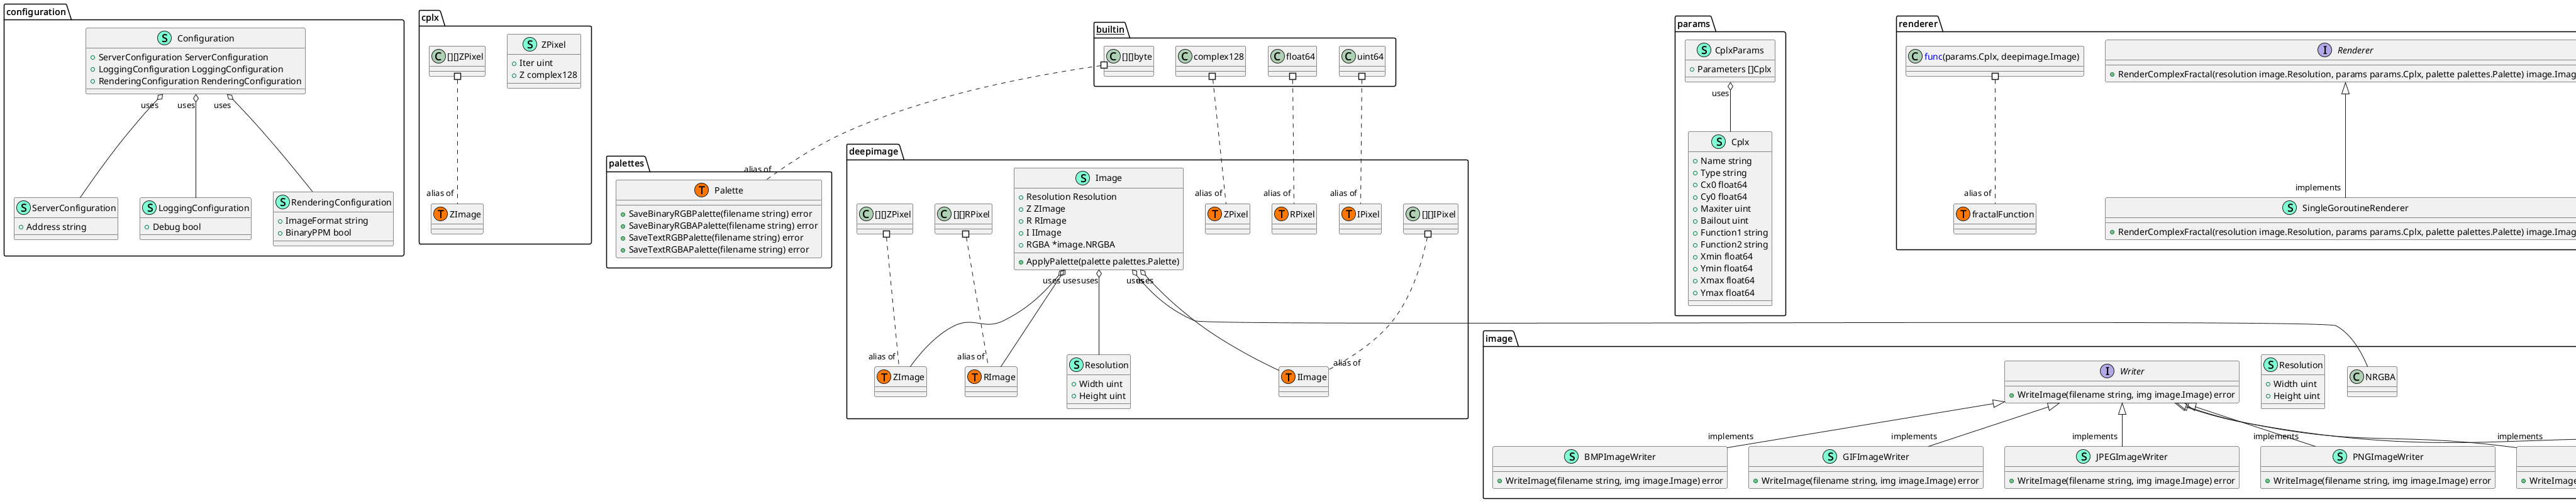 configuration
S Configuration
ServerConfiguration ServerConfiguration
LoggingConfiguration LoggingConfiguration
RenderingConfiguration RenderingConfiguration
uses
uses
uses
S ServerConfiguration
Address string
S LoggingConfiguration
Debug bool
S RenderingConfiguration
ImageFormat string
BinaryPPM bool
cplx
C [][]ZPixel
S ZPixel
Iter uint
Z complex128
alias of
T ZImage
palettes
alias of
T Palette
SaveBinaryRGBPalette(filename string) error
SaveBinaryRGBAPalette(filename string) error
SaveTextRGBPalette(filename string) error
SaveTextRGBAPalette(filename string) error
builtin
C [][]byte
C complex128
C float64
C uint64
deepimage
C [][]ZPixel
C [][]RPixel
S Image
Resolution Resolution
Z ZImage
R RImage
I IImage
RGBA *image.NRGBA
ApplyPalette(palette palettes.Palette)
alias of
T ZPixel
alias of
T RPixel
alias of
T IPixel
C [][]IPixel
uses
uses
uses
uses
uses
alias of
T ZImage
alias of
T RImage
S Resolution
Width uint
Height uint
alias of
T IImage
params
S CplxParams
Parameters []Cplx
uses
S Cplx
Name string
Type string
Cx0 float64
Cy0 float64
Maxiter uint
Bailout uint
Function1 string
Function2 string
Xmin float64
Ymin float64
Xmax float64
Ymax float64
renderer
C func(params.Cplx, deepimage.Image)
I Renderer
RenderComplexFractal(resolution image.Resolution, params params.Cplx, palette palettes.Palette) image.Imag
alias of
T fractalFunction
implements
S SingleGoroutineRenderer
RenderComplexFractal(resolution image.Resolution, params params.Cplx, palette palettes.Palette) image.Imag
image
I Writer
WriteImage(filename string, img image.Image) error
S Resolution
Width uint
Height uint
C NRGBA
implements
implements
implements
implements
implements
S BMPImageWriter
WriteImage(filename string, img image.Image) error
S GIFImageWriter
WriteImage(filename string, img image.Image) error
S JPEGImageWriter
WriteImage(filename string, img image.Image) error
S PNGImageWriter
WriteImage(filename string, img image.Image) error
WriteIma